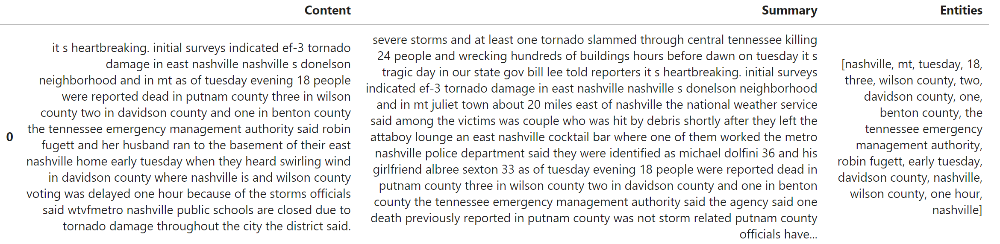 Content Summary Entities
0
it s heartbreaking. initial surveys indicated ef-3 tornado
damage in east nashville nashville s donelson
neighborhood and in mt as of tuesday evening 18 people
were reported dead in putnam county three in wilson
county two in davidson county and one in benton county
the tennessee emergency management authority said robin
fugett and her husband ran to the basement of their east
nashville home early tuesday when they heard swirling wind
in davidson county where nashville is and wilson county
voting was delayed one hour because of the storms officials
said wtvfmetro nashville public schools are closed due to
tornado damage throughout the city the district said.
severe storms and at least one tornado slammed through central tennessee killing
24 people and wrecking hundreds of buildings hours before dawn on tuesday it s
tragic day in our state gov bill lee told reporters it s heartbreaking. initial surveys
indicated ef-3 tornado damage in east nashville nashville s donelson neighborhood
and in mt juliet town about 20 miles east of nashville the national weather service
said among the victims was couple who was hit by debris shortly after they left the
attaboy lounge an east nashville cocktail bar where one of them worked the metro
nashville police department said they were identified as michael dolfini 36 and his
girlfriend albree sexton 33 as of tuesday evening 18 people were reported dead in
putnam county three in wilson county two in davidson county and one in benton
county the tennessee emergency management authority said the agency said one
death previously reported in putnam county was not storm related putnam county
officials have...
[nashville, mt, tuesday, 18,
three, wilson county, two,
davidson county, one,
benton county, the
tennessee emergency
management authority,
robin fugett, early tuesday,
davidson county, nashville,
wilson county, one hour,
nashville]